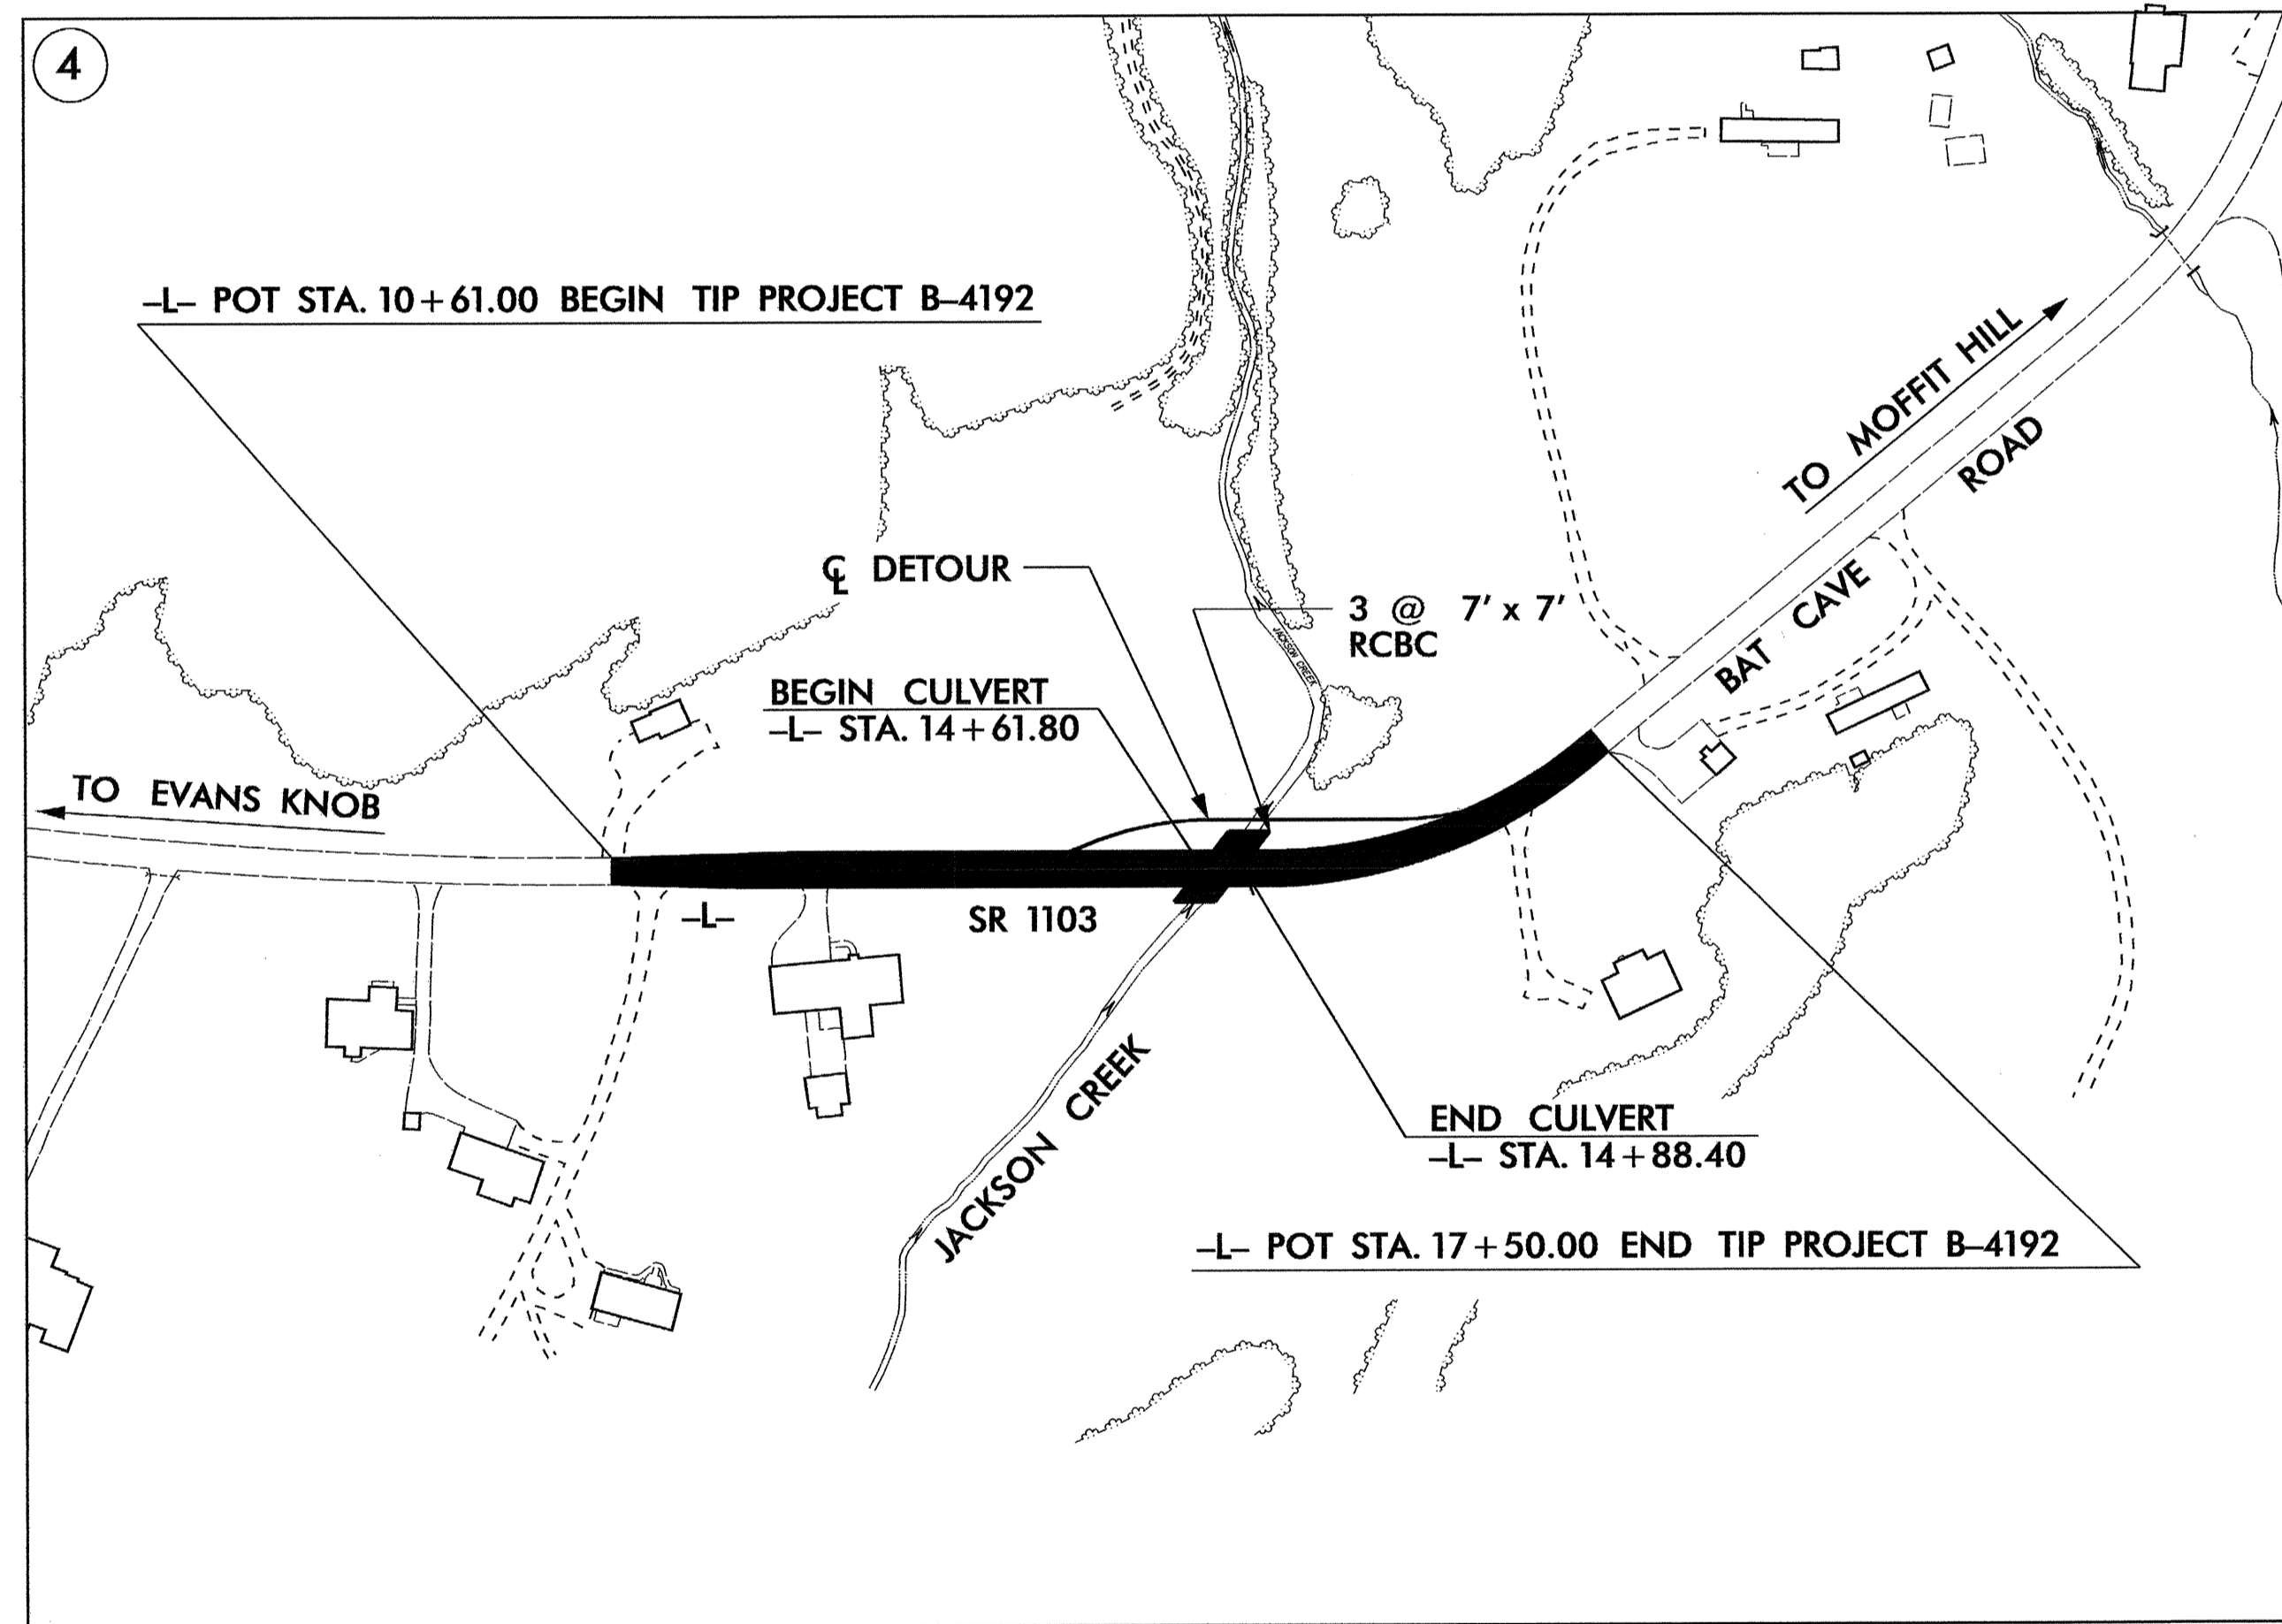 4
-L- POT STA. 10+61.00 BEGIN TIP PROJECT B-4192
TO MOFFIT HILL
BAT CAVE ROAD
℄ DETOUR
3 @ 7' x 7'
RCBC
JACKSON CREEK
BEGIN CULVERT
-L- STA. 14+61.80
TO EVANS KNOB
-L-
SR 1103
JACKSON CREEK
END CULVERT
-L- STA. 14+88.40
-L- POT STA. 17+50.00 END TIP PROJECT B-4192